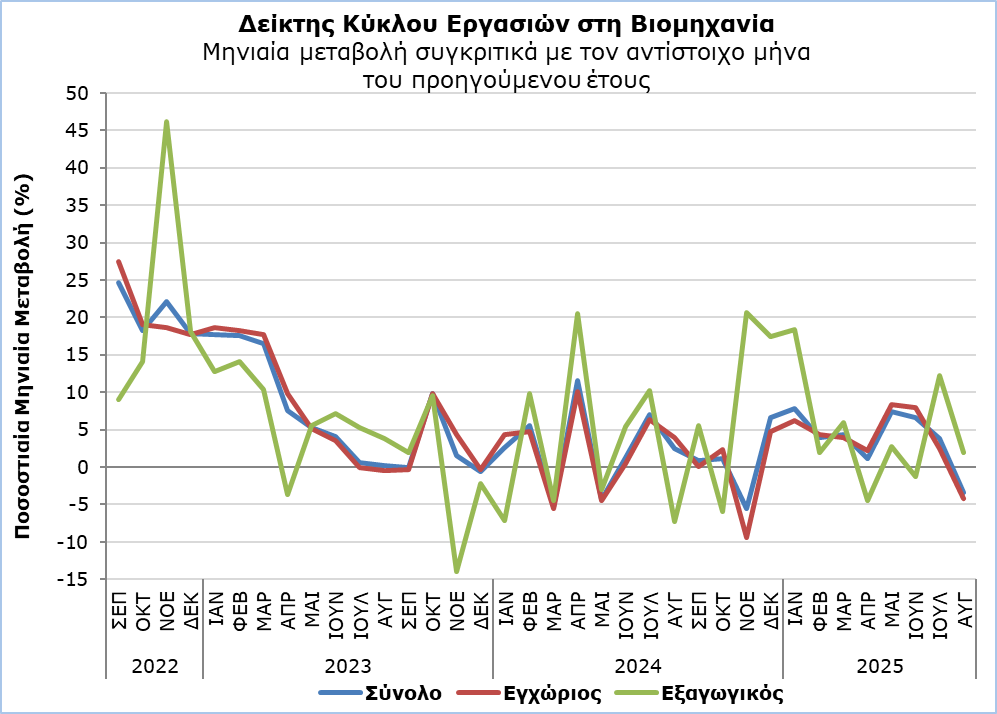 Δείκτης Κύκλου Εργασιών στη Βιομηχανία
Μηνιαία μεταβολή συγκριτικά με τον αντίστοιχο μήνα
του προηγούμενου έτους
Ποσοστιαία Μηνιαία Μεταβολή (%)
50
45
40
35
30
25
20
15
10
5
0
-5
-10
-15
ΣΕΠ ΟΚΤ ΝΟΕ ΔΕΚ ΙΑΝ ΦΕΒ ΜΑΡ ΑΠΡ ΜΑΙ ΙΟΥΝ ΙΟΥΛ ΑΥΓ ΣΕΠ ΟΚΤ ΝΟΕ ΔΕΚ ΙΑΝ ΦΕΒ ΜΑΡ ΑΠΡ ΜΑΙ ΙΟΥΝ ΙΟΥΛ ΑΥΓ ΣΕΠ ΟΚΤ ΝΟΕ ΔΕΚ ΙΑΝ ΦΕΒ ΜΑΡ ΑΠΡ ΜΑΙ ΙΟΥΝ ΙΟΥΛ ΑΥΓ
2022 2023 2024 2025
Σύνολο Εγχώριος Εξαγωγικός